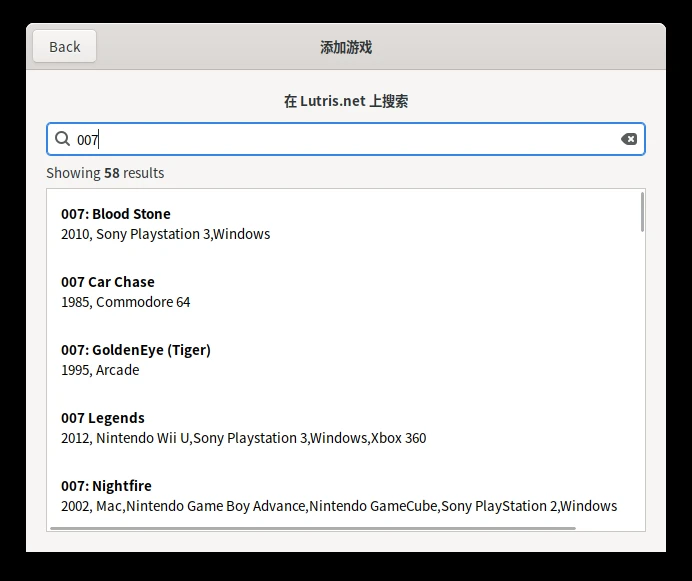 Back
添加游戏
在 Lutris.net 上搜索
007
Showing 58 results
007: Blood Stone
2010, Sony Playstation 3,Windows
007 Car Chase
1985, Commodore 64
007: GoldenEye (Tiger)
1995, Arcade
007 Legends
2012, Nintendo Wii U,Sony Playstation 3,Windows,Xbox 360
007: Nightfire
2002, Mac,Nintendo Game Boy Advance,Nintendo GameCube,Sony PlayStation 2,Windows